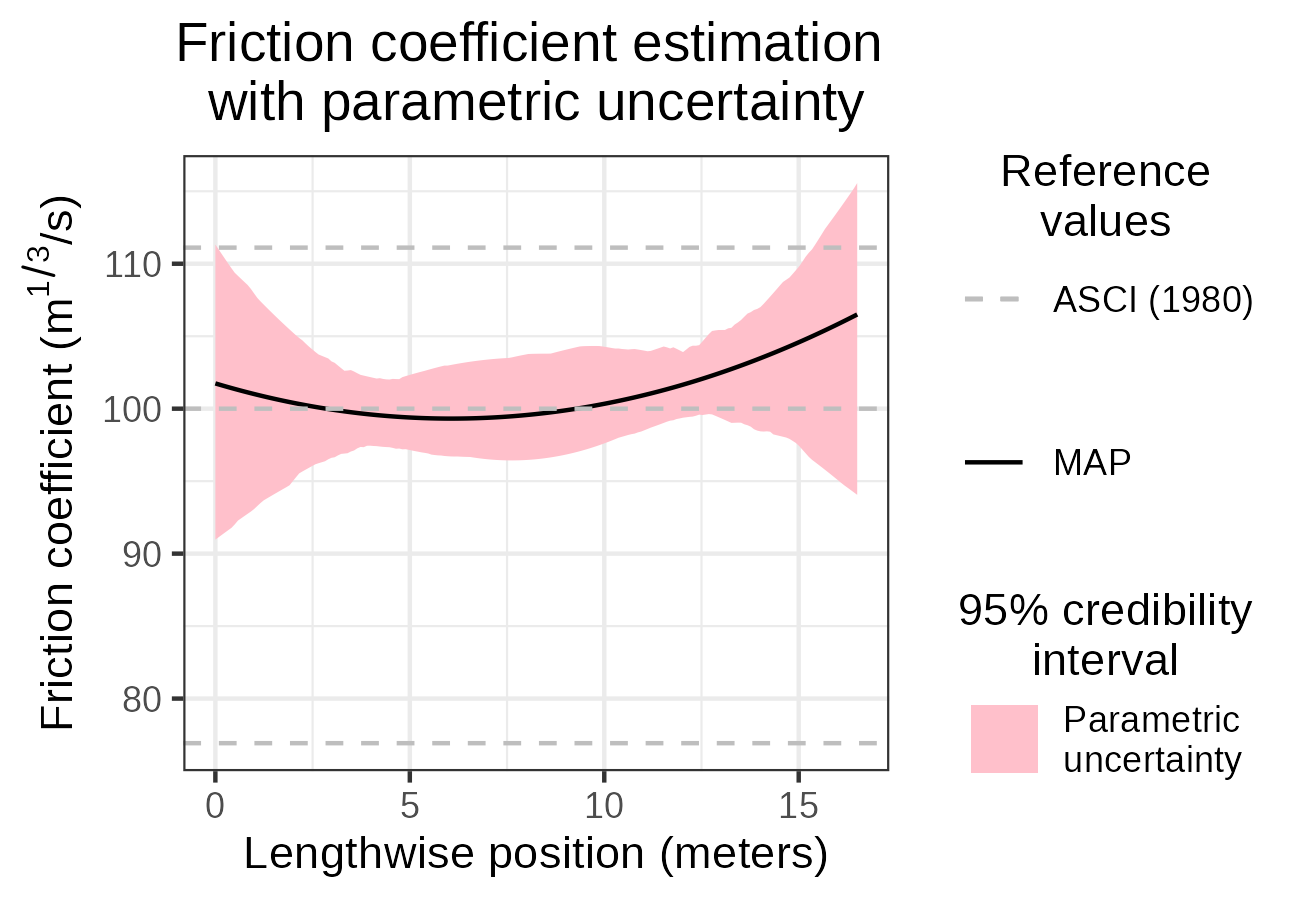 Friction coefficient estimation
with parametric uncertainty
Friction coefficient (m1/3/s)
110
100
90
80
0 5 10 15
Lengthwise position (meters)
Reference
values
ASCI (1980)
MAP
95% credibility
interval
Parametric
uncertainty